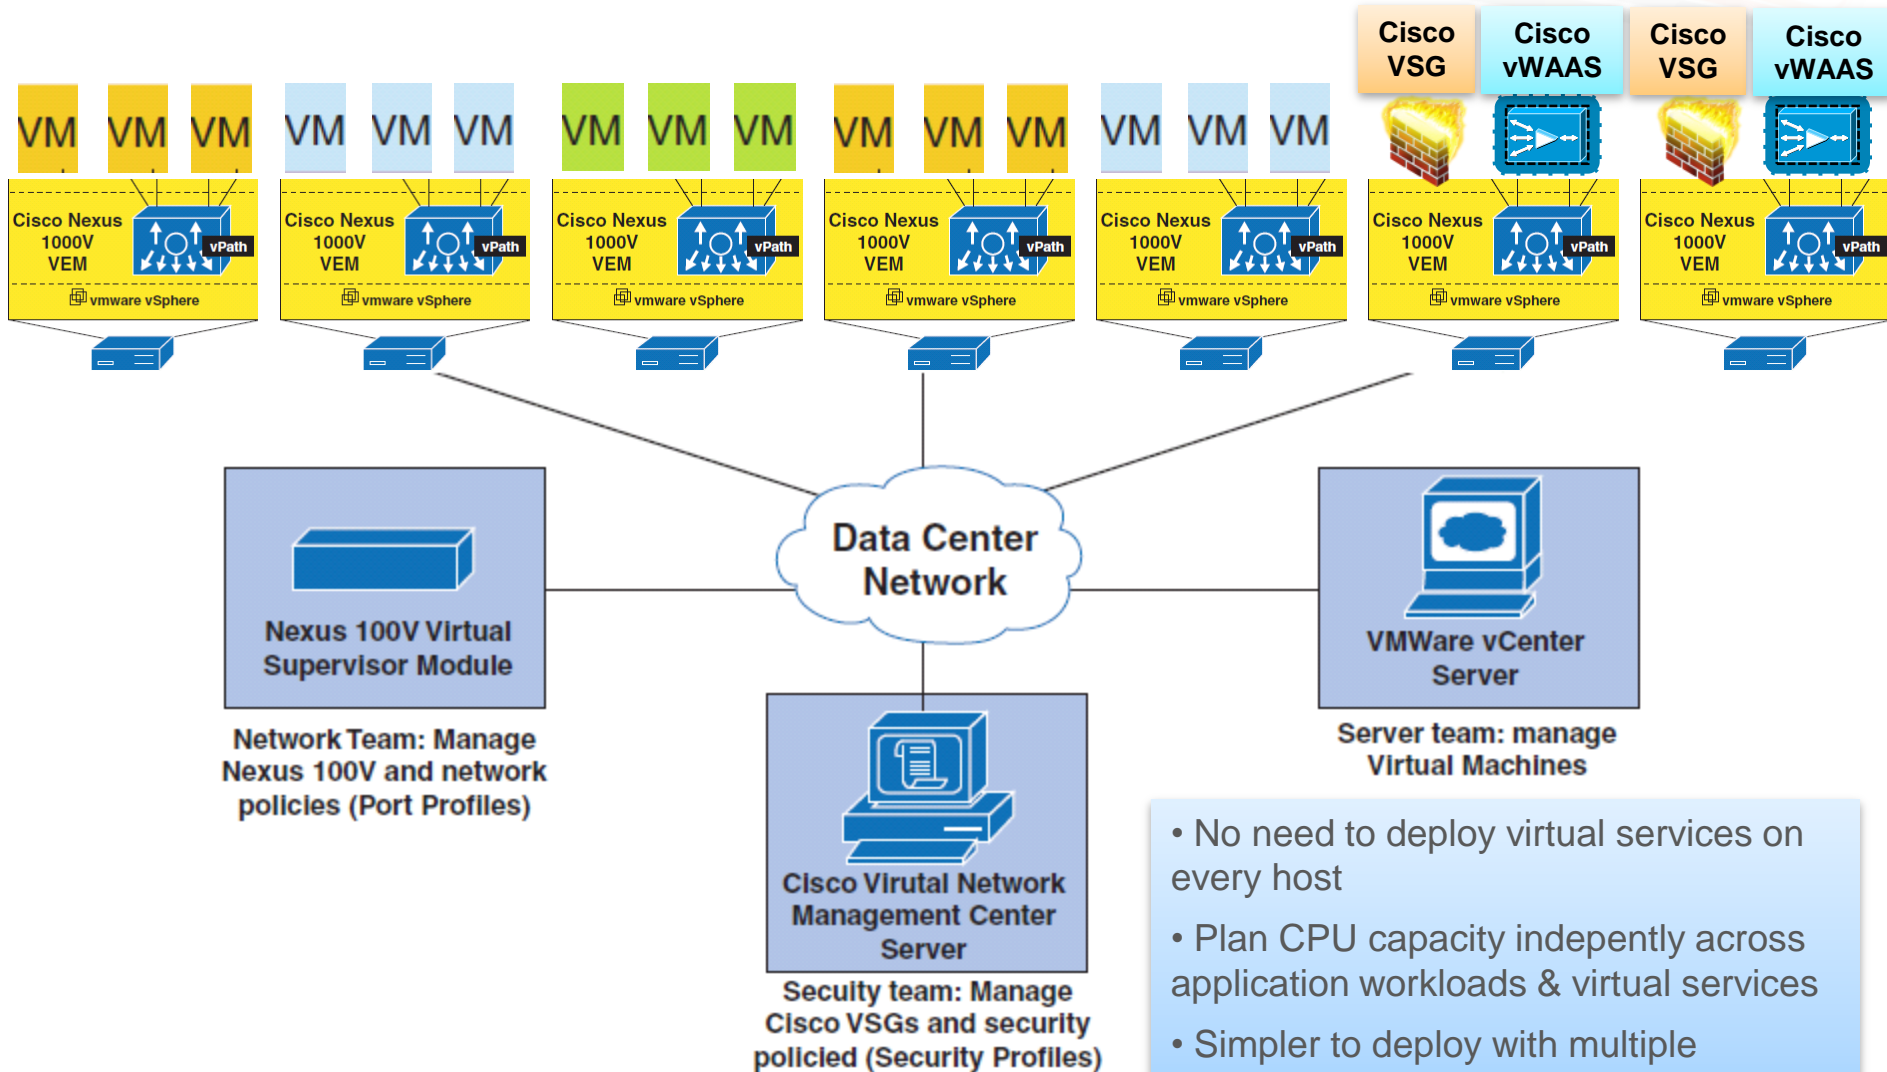 Cisco
VSG
Cisco
vWAAS
Cisco
VSG
Cisco
vWAAS
VM VM VM VM VM VM VM VM VM VM VM VM VM VM VM
Cisco Nexus
1000V
VEM
vPath
vmware vSphere
Cisco Nexus
1000V
VEM
vPath
vmware vSphere
Cisco Nexus
1000V
VEM
vPath
vmware vSphere
Cisco Nexus
1000V
VEM
vPath
vmware vSphere
Cisco Nexus
1000V
VEM
vPath
vmware vSphere
Cisco Nexus
1000V
VEM
vPath
vmware vSphere
Cisco Nexus
1000V
VEM
vPath
vmware vSphere
Data Center
Network
Nexus 100V Virtual
Supervisor Module
Network Team: Manage
Nexus 100V and network
policies (Port Profiles)
VMWare vCenter
Server
Server team: manage
Virtual Machines
Cisco Virutal Network
Management Center
Server
Secuity team: Manage
Cisco VSGs and security
policied (Security Profiles)
• No need to deploy virtual services on
every host
• Plan CPU capacity indepently across
application workloads & virtual services
• Simpler to deploy with multiple